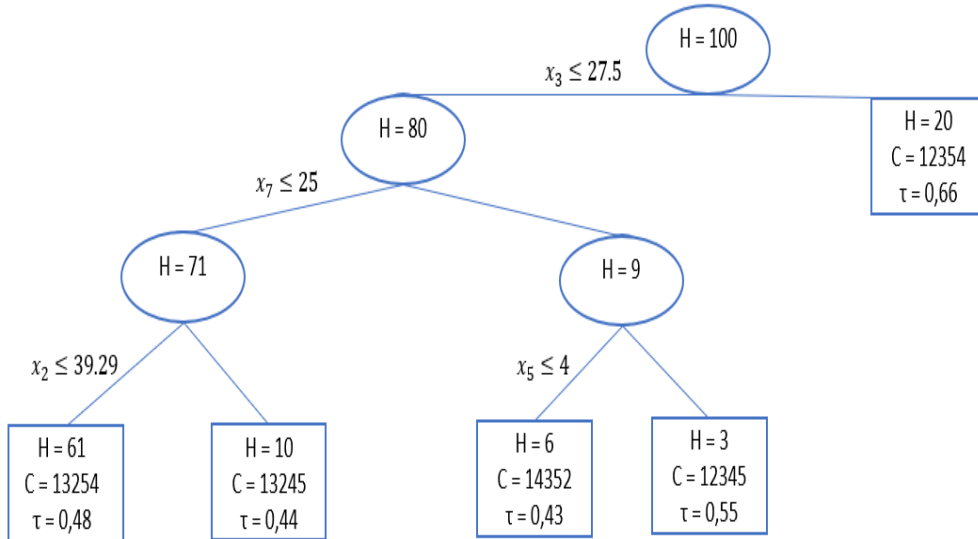 H = 100
x₃ ≤ 27.5
H = 80
H = 20
C = 12354
τ = 0,66
x₇ ≤ 25
H = 71
H = 9
x₂ ≤ 39.29
x₅ ≤ 4
H = 61
C = 13254
τ = 0,48
H = 10
C = 13245
τ = 0,44
H = 6
C = 14352
τ = 0,43
H = 3
C = 12345
τ = 0,55